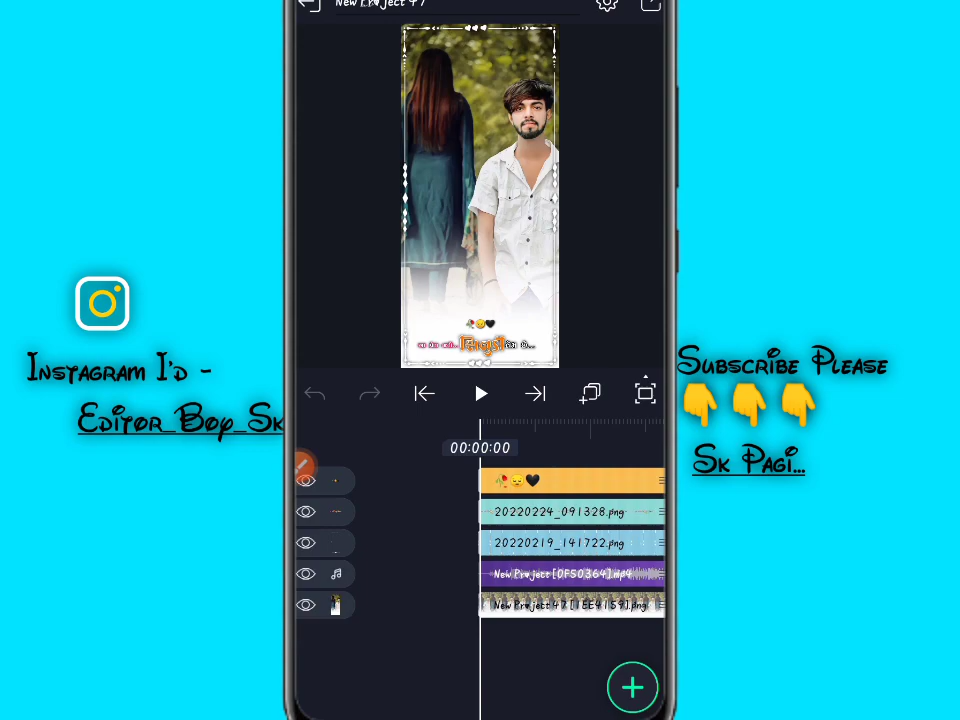 New Project 47
Instagram I'd -
Editor_Boy_Sk
Subscribe Please
👇👇👇
Sk Pagi...
🥀😔🖤
00:00:00
🥀😔🖤
20220224_091328.png
20220219_141722.png
New Project [0F50364].mp4
New Project 47 [1EE4159].png